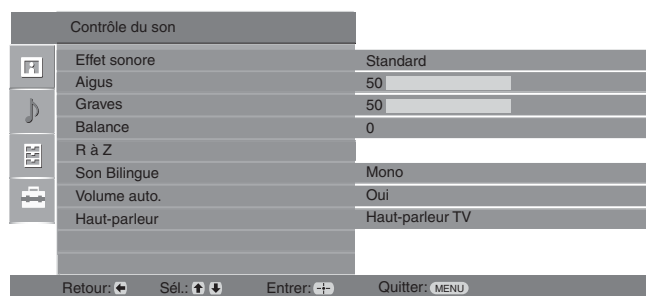 Contrôle du son
Effet sonore Standard
Aigus 50
Graves 50
Balance 0
R à Z
Son Bilingue Mono
Volume auto. Oui
Haut-parleur Haut-parleur TV
Retour: Sél.: Entrer: Quitter: MENU